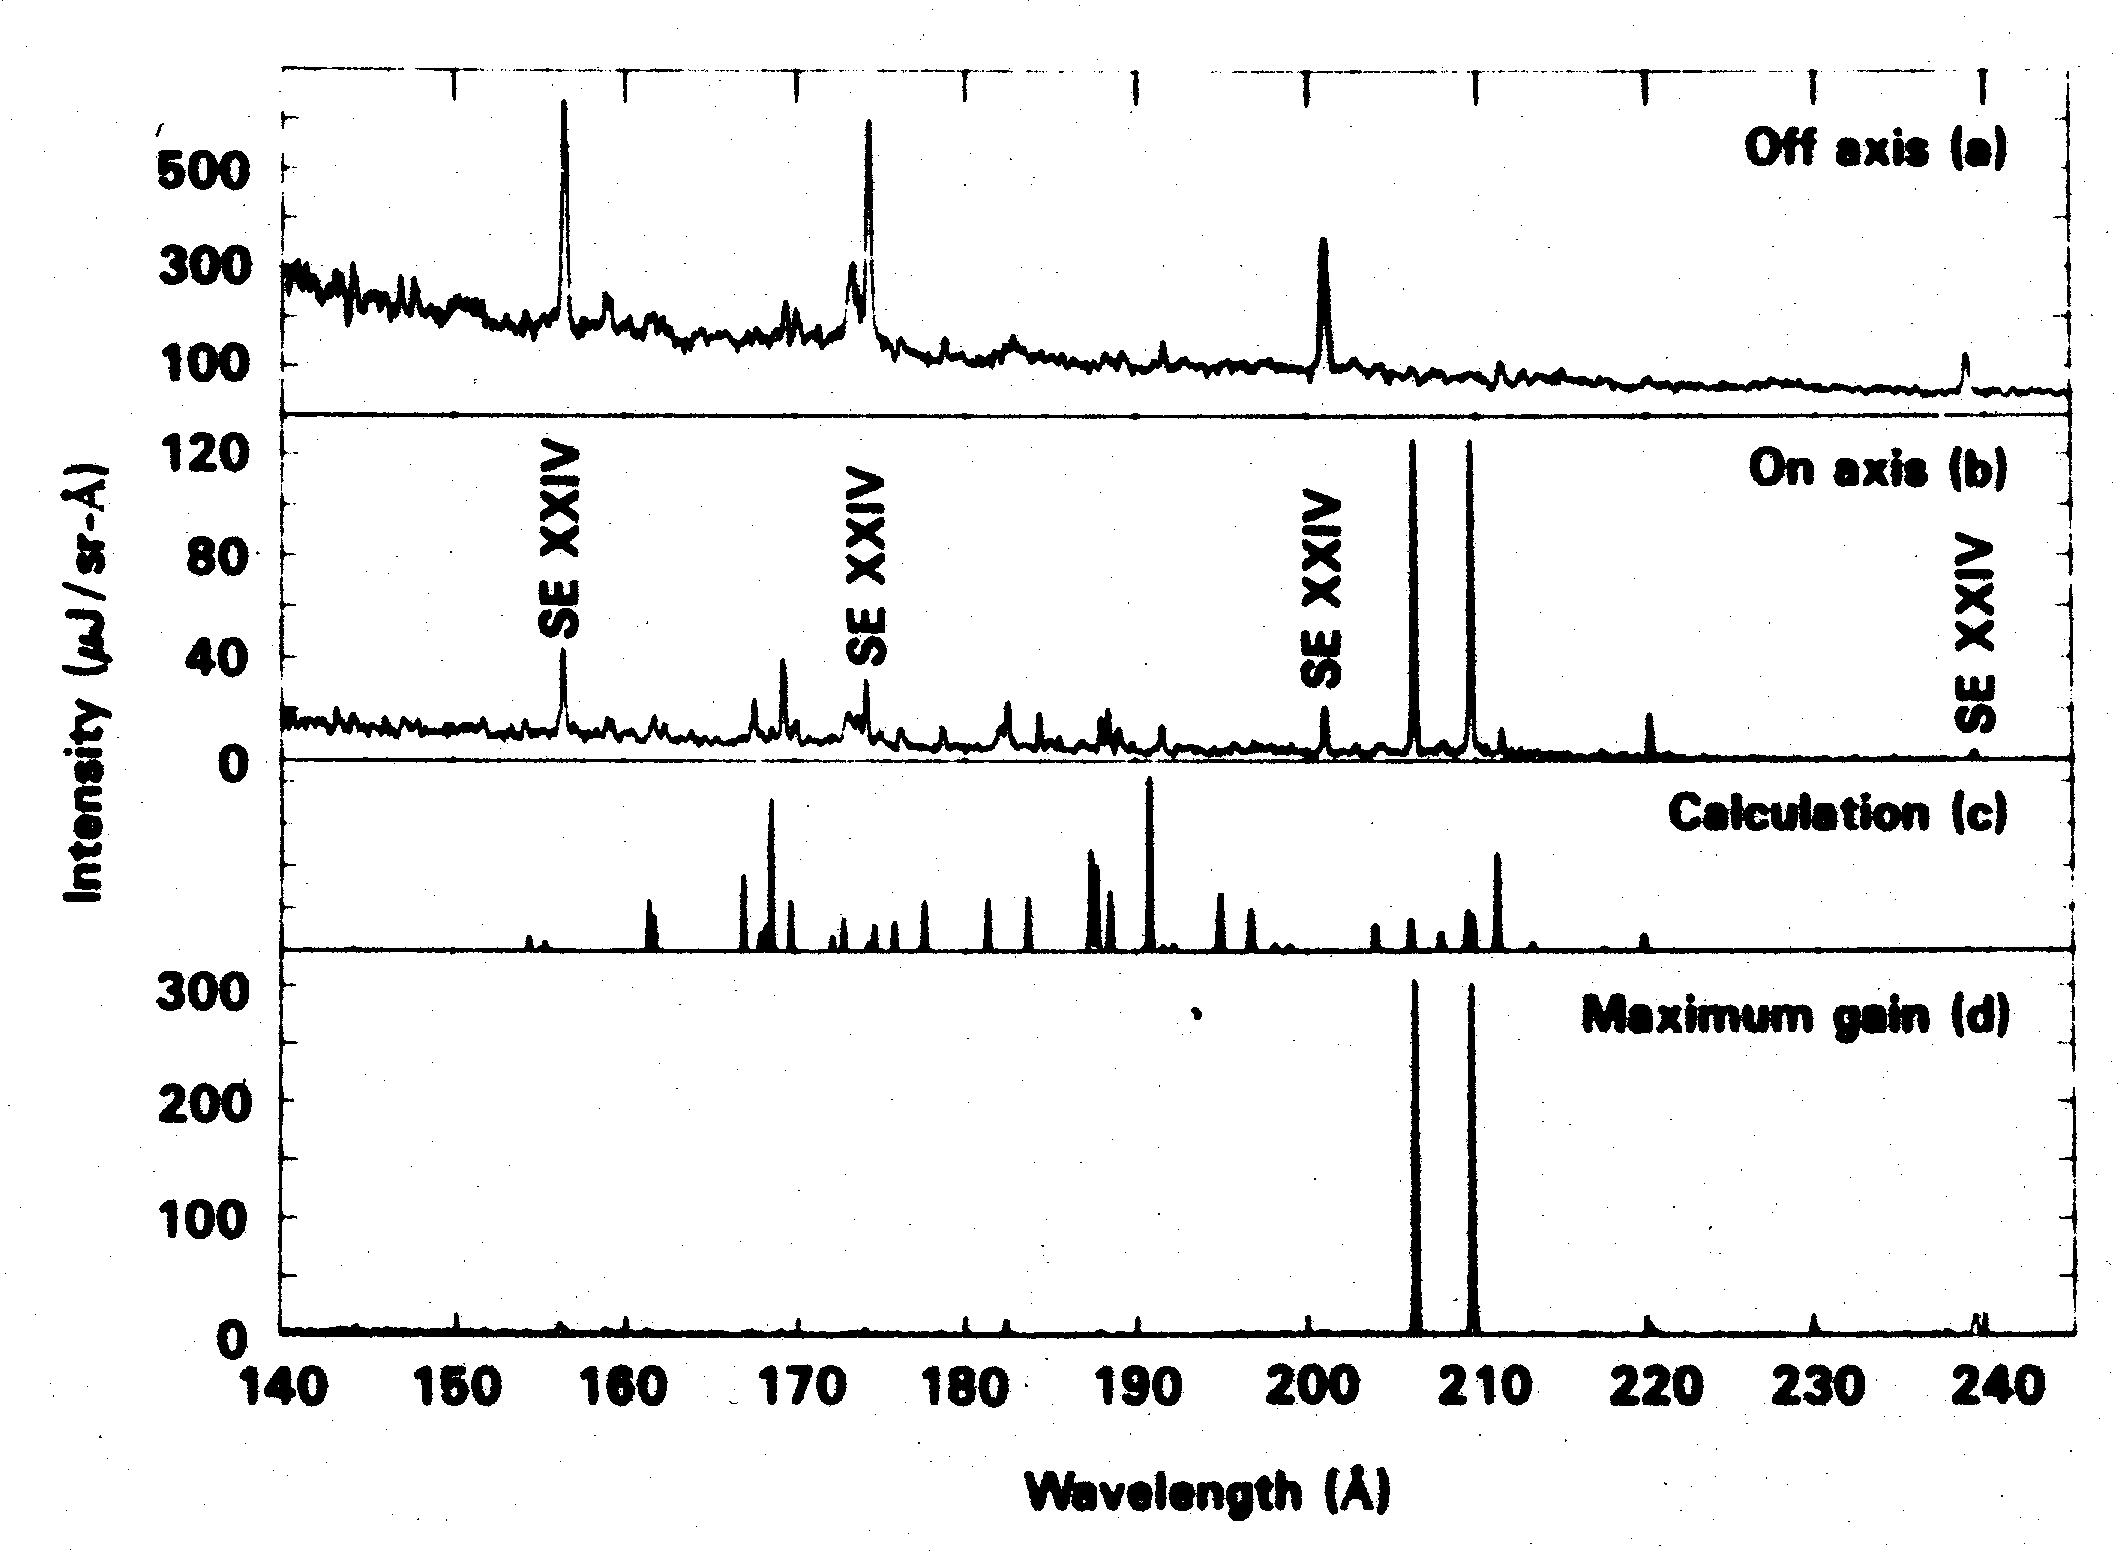 Off axis (a)
500
300
100
On axis (b)
120
80
40
0
SE XXIV
SE XXIV
SE XXIV
SE XXIV
Intensity (μJ/sr-Å)
Calculation (c)
Maximum gain (d)
300
200
100
0
140 150 160 170 180 190 200 210 220 230 240
Wavelength (Å)